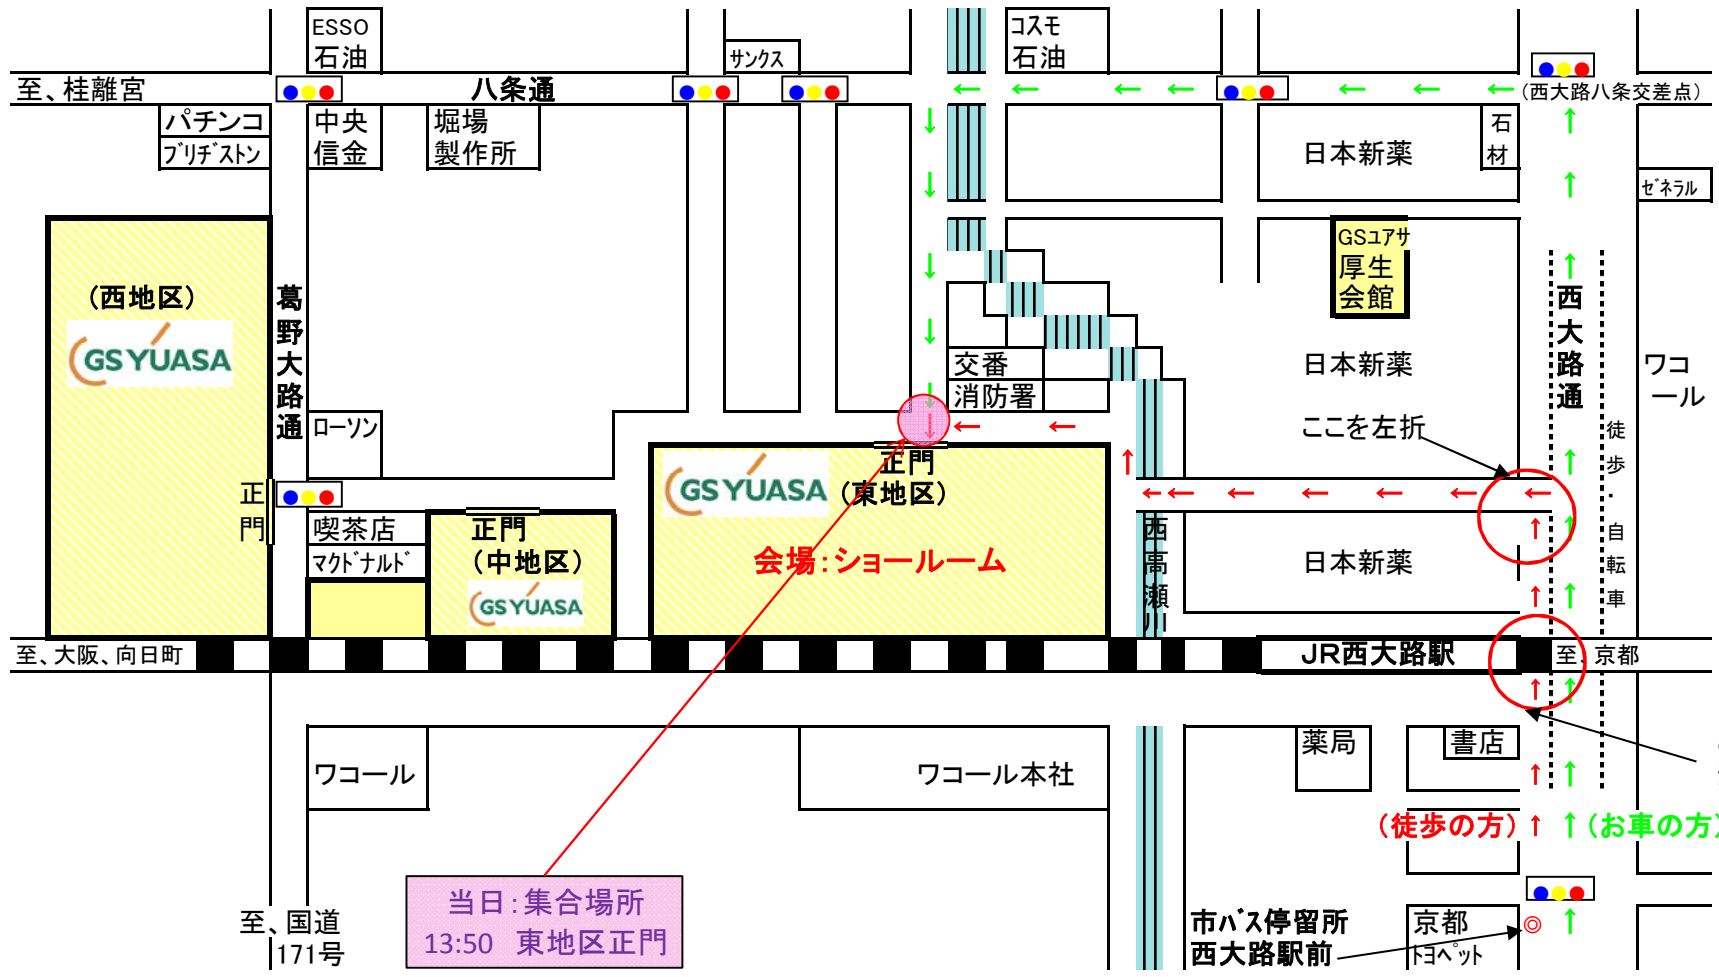 ESSO
石油
サンクス
コスモ
石油
至、桂離宮
八条通
(西大路八条交差点)
パチンコ
ブリヂストン
中央
信金
堀場
製作所
日本新薬
石
材
ゼネラル
GSユアサ
厚生
会館
(西地区)
GS YUASA
葛野大路通
西大路通
交番
消防署
日本新薬
ワコ
ール
ローソン
ここを左折
徒歩・自転車
正門
GS YUASA
(東地区)
正門
喫茶店
マクドナルド
正門
(中地区)
GS YUASA
会場:ショールーム
西高瀬川
日本新薬
至、大阪、向日町
JR西大路駅
至、京都
ワコール
ワコール本社
薬局
書店
(徒歩の方)
(お車の方)
当日:集合場所
13:50 東地区正門
至、国道
171号
市バス停留所
西大路駅前
京都
トヨペット